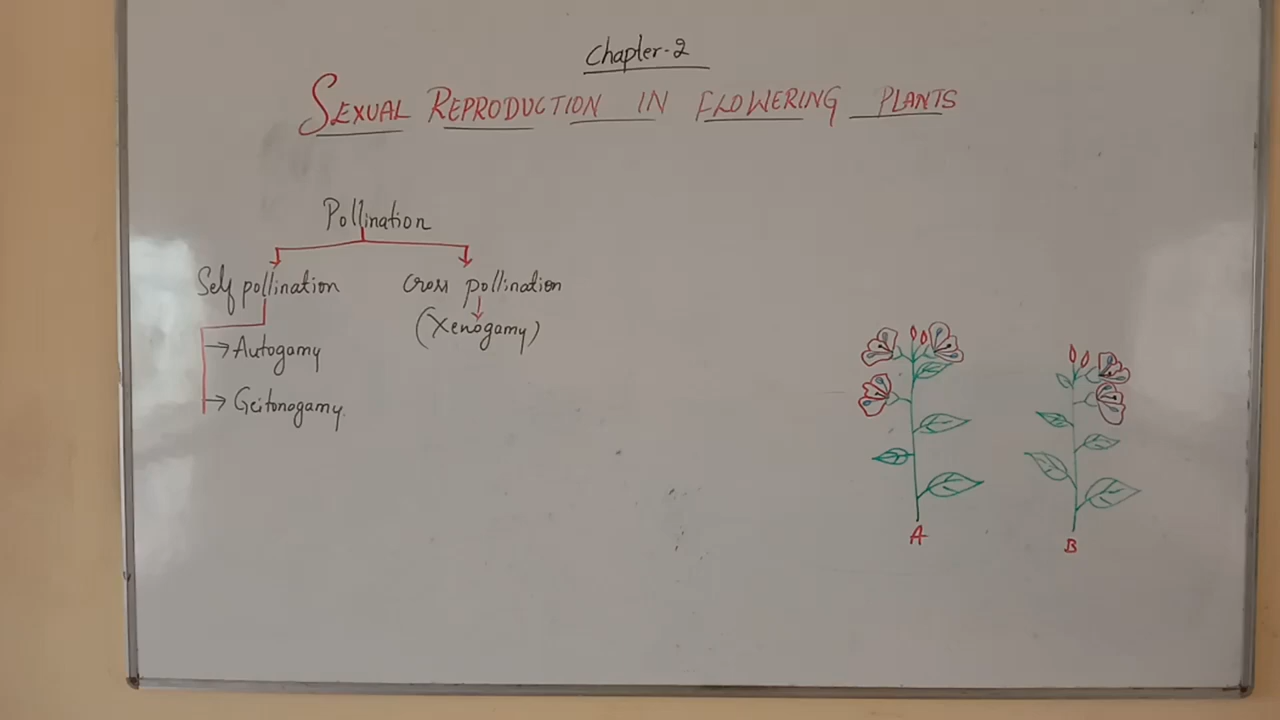 Chapter-2
SEXUAL REPRODUCTION IN FLOWERING PLANTS
Pollination
Self pollination
Cross pollination
(Xenogamy)
→Autogamy
→Geitonogamy.
A
B